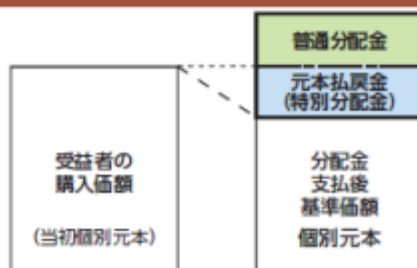 普通分配金
元本払戻金
(特別分配金)
受益者の
購入価額
(当初個別元本)
分配金
支払後
基準価額
個別元本